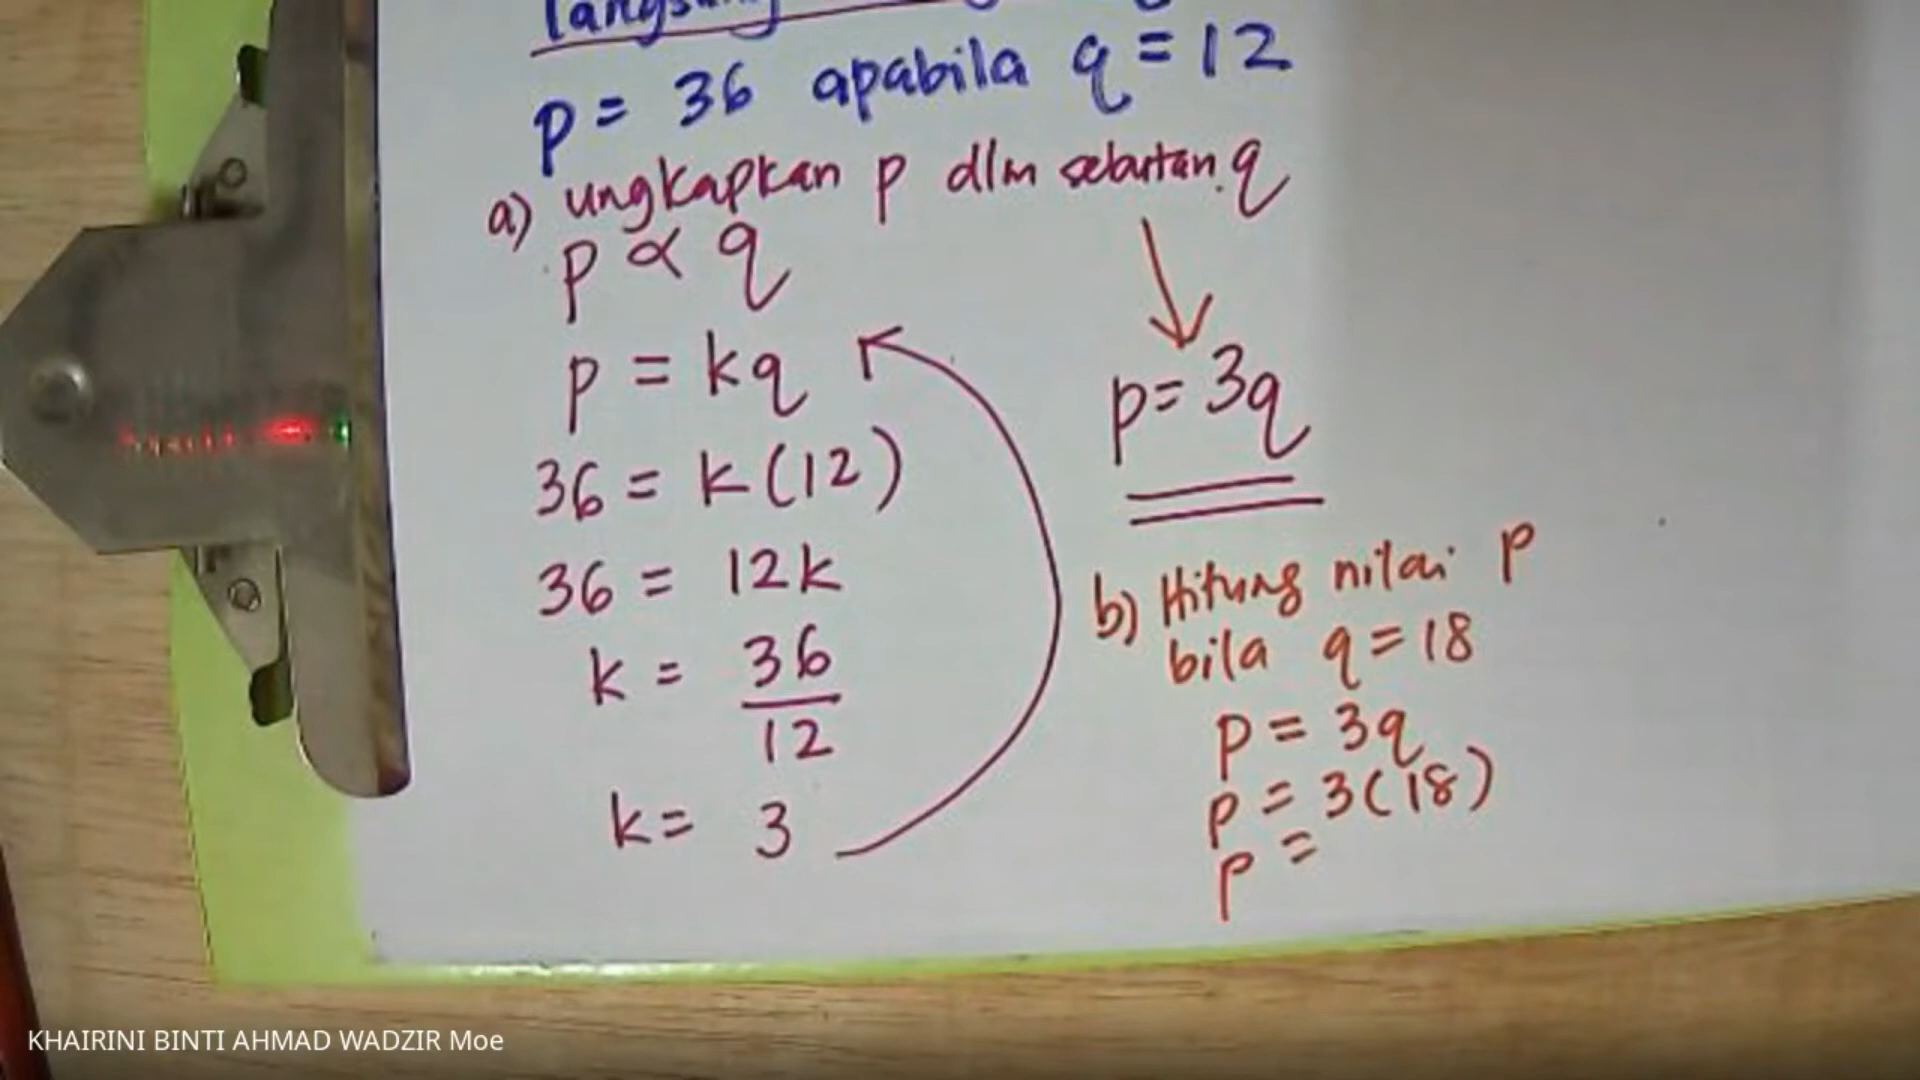 langsung
p = 36 apabila q = 12
a) ungkapkan p dlm sebutan q
p ∝ q
p = kq
36 = k(12)
36 = 12k
k = 36/12
k = 3
p = 3q
b) Hitung nilai p
bila q = 18
p = 3q
p = 3(18)
p =
KHAIRINI BINTI AHMAD WADZIR Moe